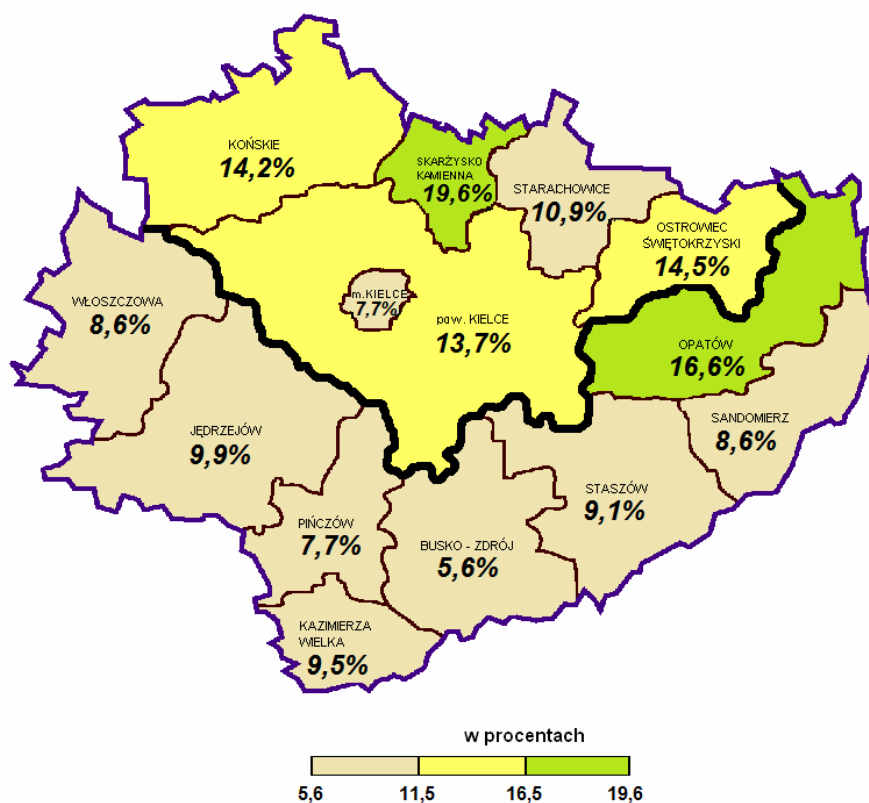 KOŃSKIE
14,2%
SKARŻYSKO
KAMIENNA
19,6%
STARACHOWICE
10,9%
OSTROWIEC
ŚWIĘTOKRZYSKI
14,5%
WŁOSZCZOWA
8,6%
m.KIELCE
7,7%
pow. KIELCE
13,7%
OPATÓW
16,6%
SANDOMIERZ
8,6%
JĘDRZEJÓW
9,9%
STASZÓW
9,1%
PIŃCZÓW
7,7%
BUSKO - ZDRÓJ
5,6%
KAZIMIERZA
WIELKA
9,5%
w procentach
5,6 11,5 16,5 19,6